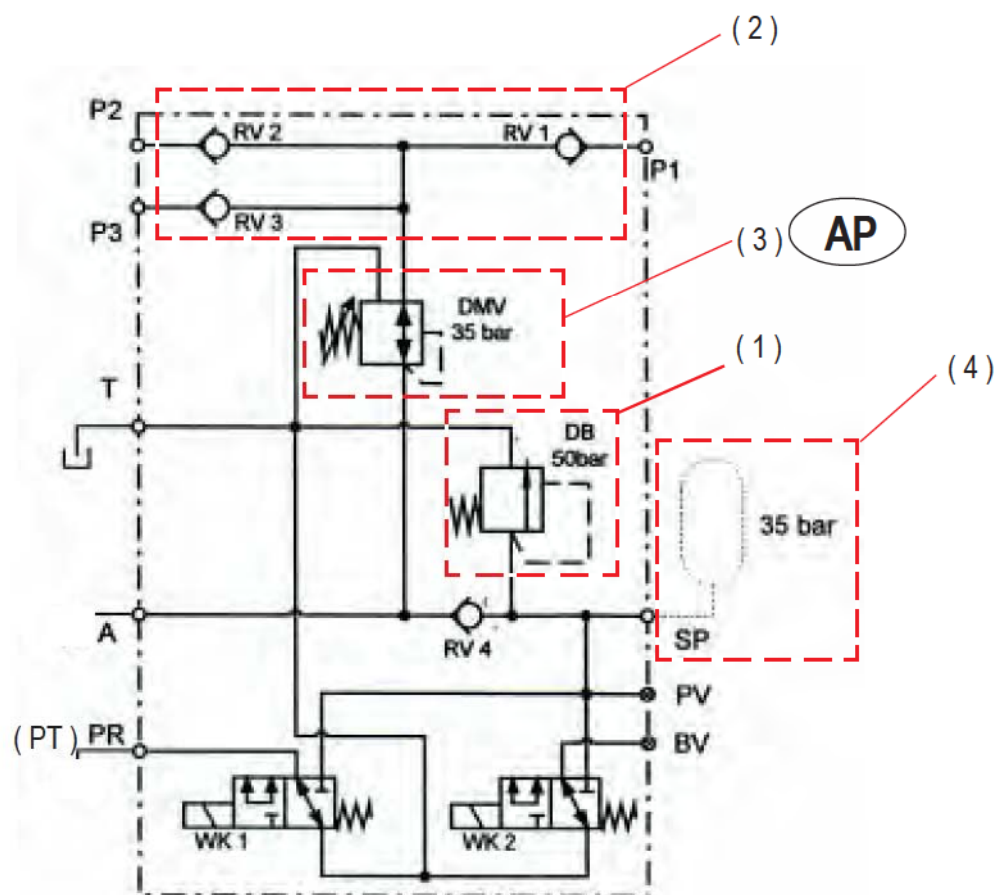 ( 2 )
P2
RV 2
RV 1
P1
P3
RV 3
( 3 )
AP
DMV
35 bar
( 1 )
( 4 )
T
DB
50bar
35 bar
A
RV 4
SP
PV
( PT ) PR
BV
WK 1
WK 2